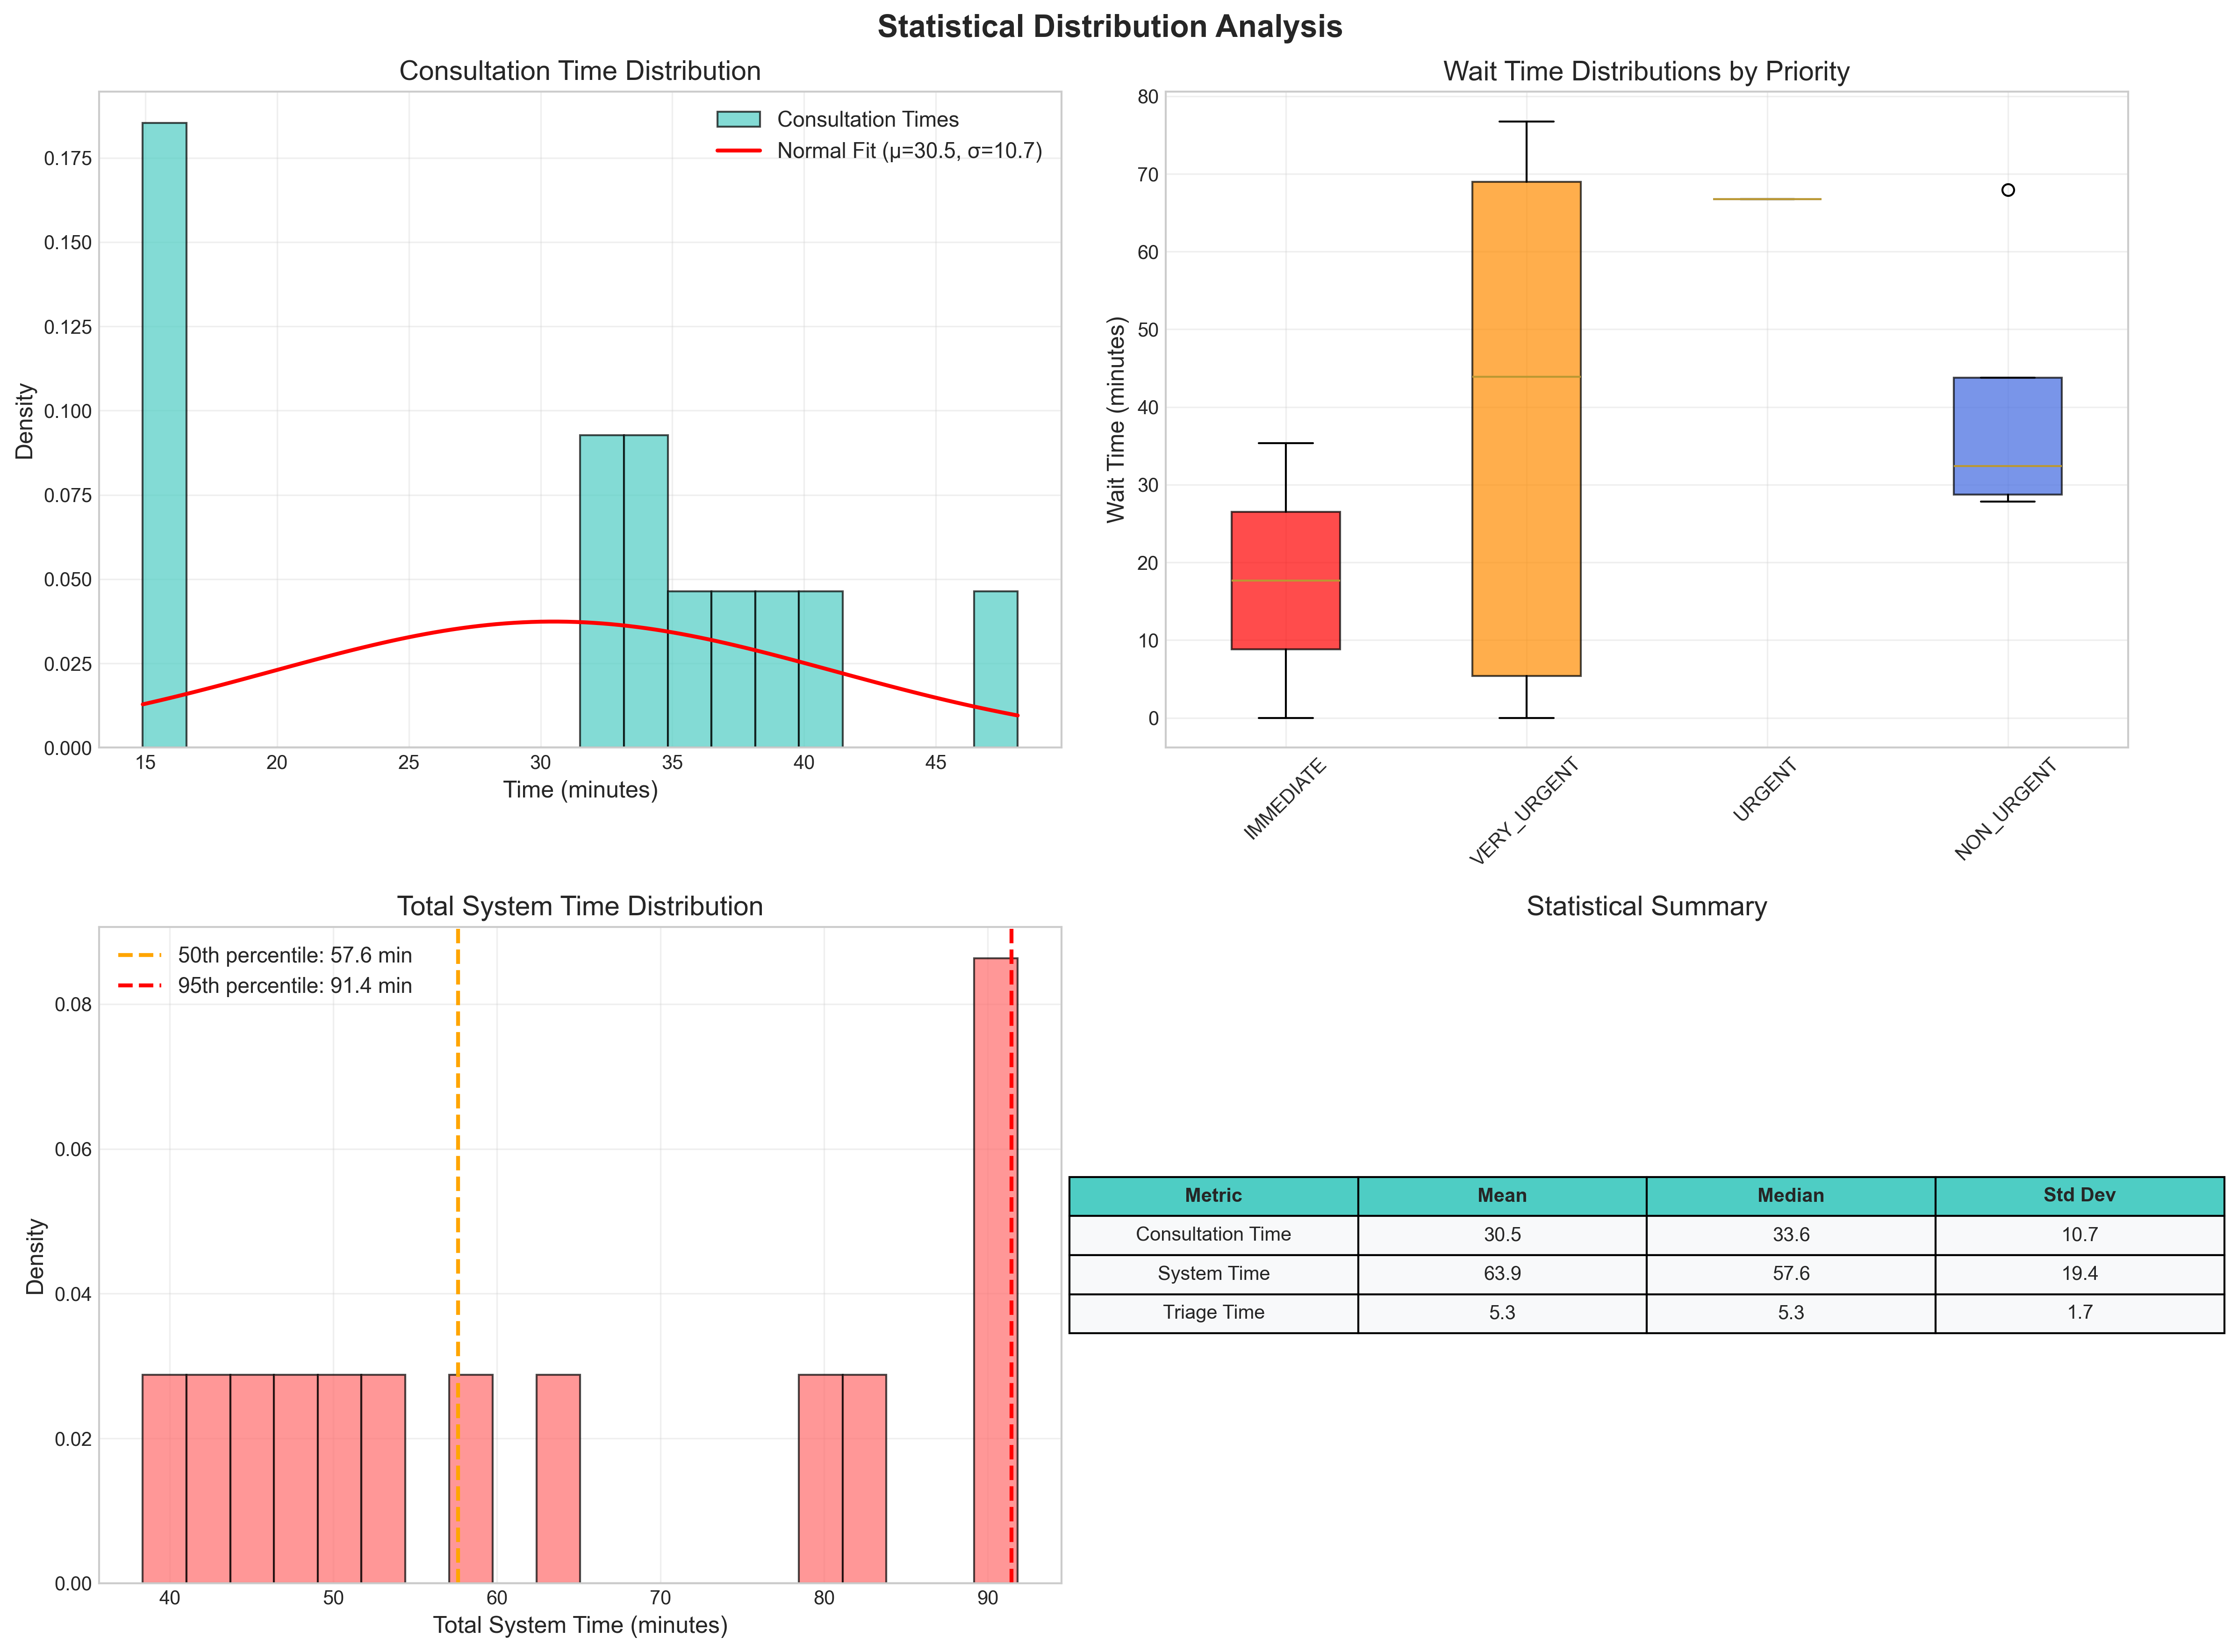 Statistical Distribution Analysis
Consultation Time Distribution
Density
0.175
0.150
0.125
0.100
0.075
0.050
0.025
0.000
Consultation Times
Normal Fit (μ=30.5, σ=10.7)
15 20 25 30 35 40 45
Time (minutes)
Wait Time Distributions by Priority
Wait Time (minutes)
80
70
60
50
40
30
20
10
0
IMMEDIATE
VERY_URGENT
URGENT
NON_URGENT
Total System Time Distribution
Density
0.08
0.06
0.04
0.02
0.00
50th percentile: 57.6 min
95th percentile: 91.4 min
40 50 60 70 80 90
Total System Time (minutes)
Statistical Summary
Metric Mean Median Std Dev
Consultation Time 30.5 33.6 10.7
System Time 63.9 57.6 19.4
Triage Time 5.3 5.3 1.7